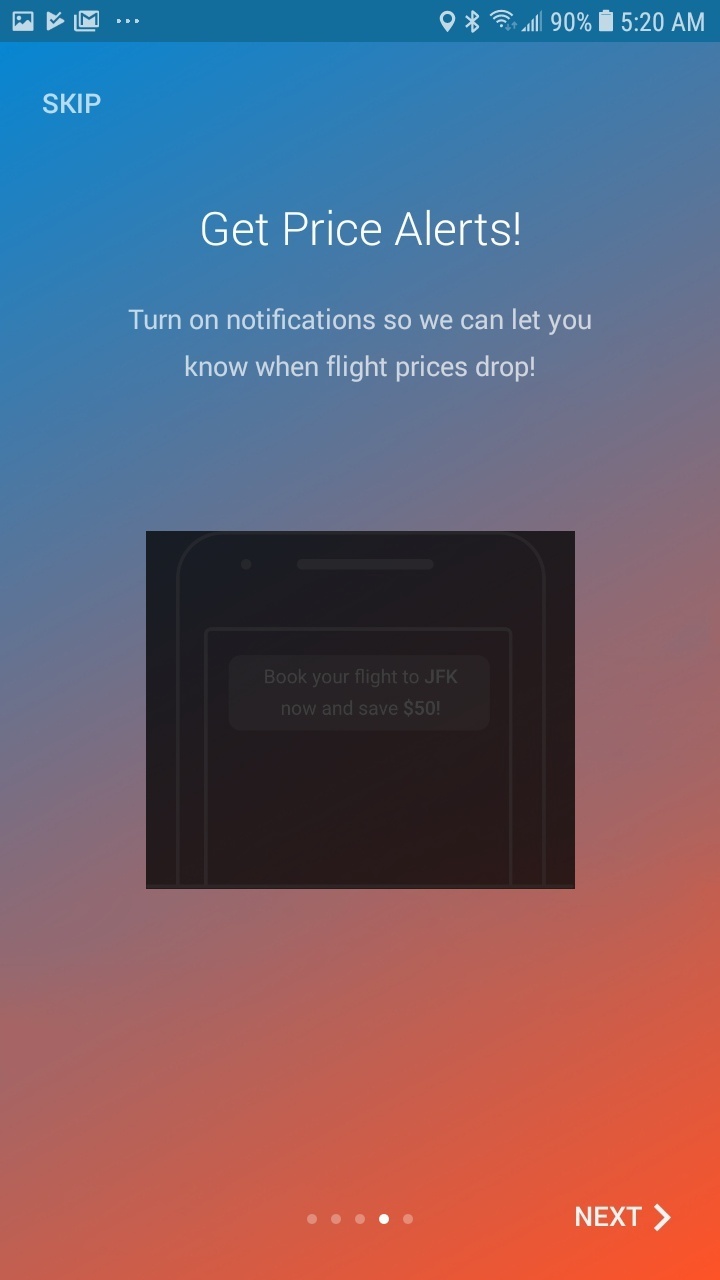 90% 5:20 AM
SKIP
Get Price Alerts!
Turn on notifications so we can let you
know when flight prices drop!
Book your flight to JFK
now and save $50!
NEXT